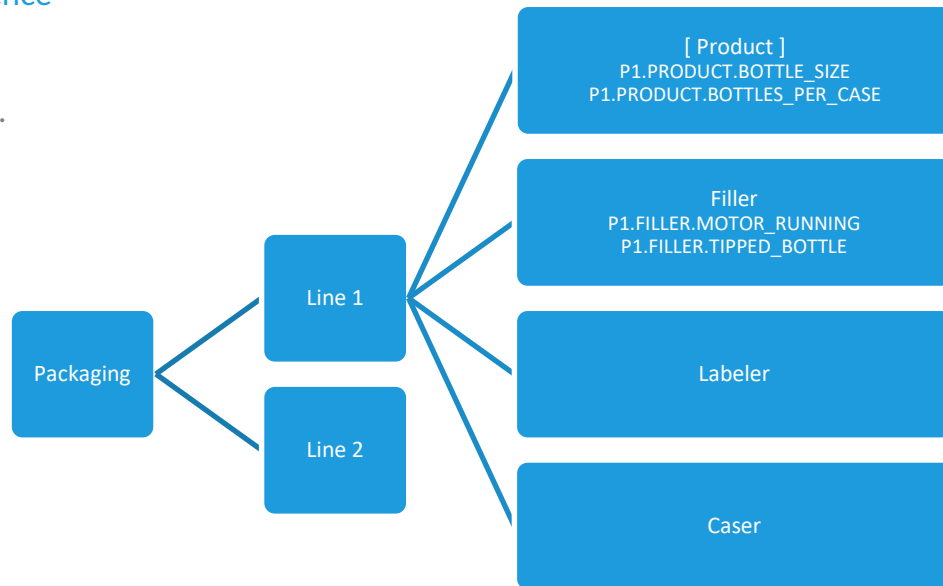 [ Product ]
P1.PRODUCT.BOTTLE_SIZE
P1.PRODUCT.BOTTLES_PER_CASE
Filler
P1.FILLER.MOTOR_RUNNING
P1.FILLER.TIPPED_BOTTLE
Line 1
Packaging
Labeler
Line 2
Caser